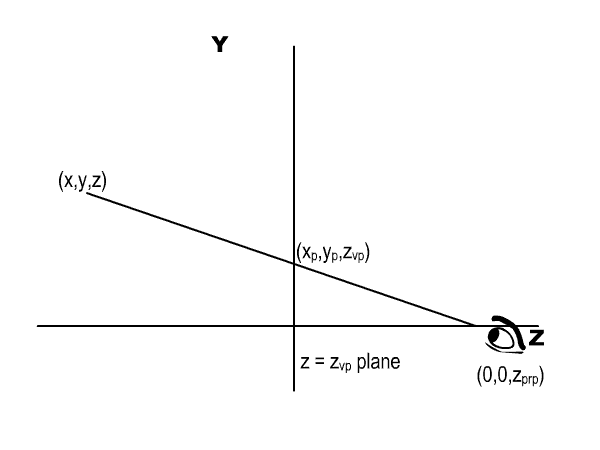 Y
(x,y,z)
(xₚ,yₚ,zᵥₚ)
Z
z = zᵥₚ plane
(0,0,zₚᵣₚ)